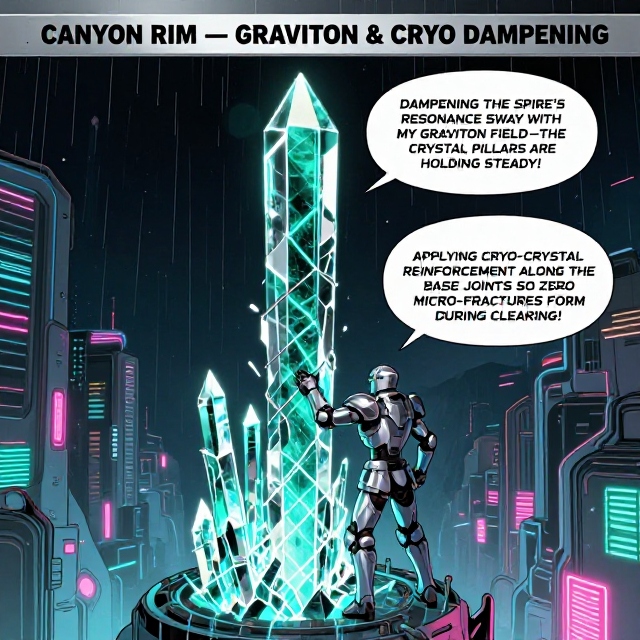 CANYON RIM — GRAVITON & CRYO DAMPENING
DAMPENING THE SPIRE'S
RESONANCE SWAY WITH
MY GRAVITON FIELD—THE
CRYSTAL PILLARS ARE
HOLDING STEADY!
APPLYING CRYO-CRYSTAL
REINFORCEMENT ALONG THE
BASE JOINTS SO ZERO
MICRO-FRACTURES FORM
DURING CLEARING!